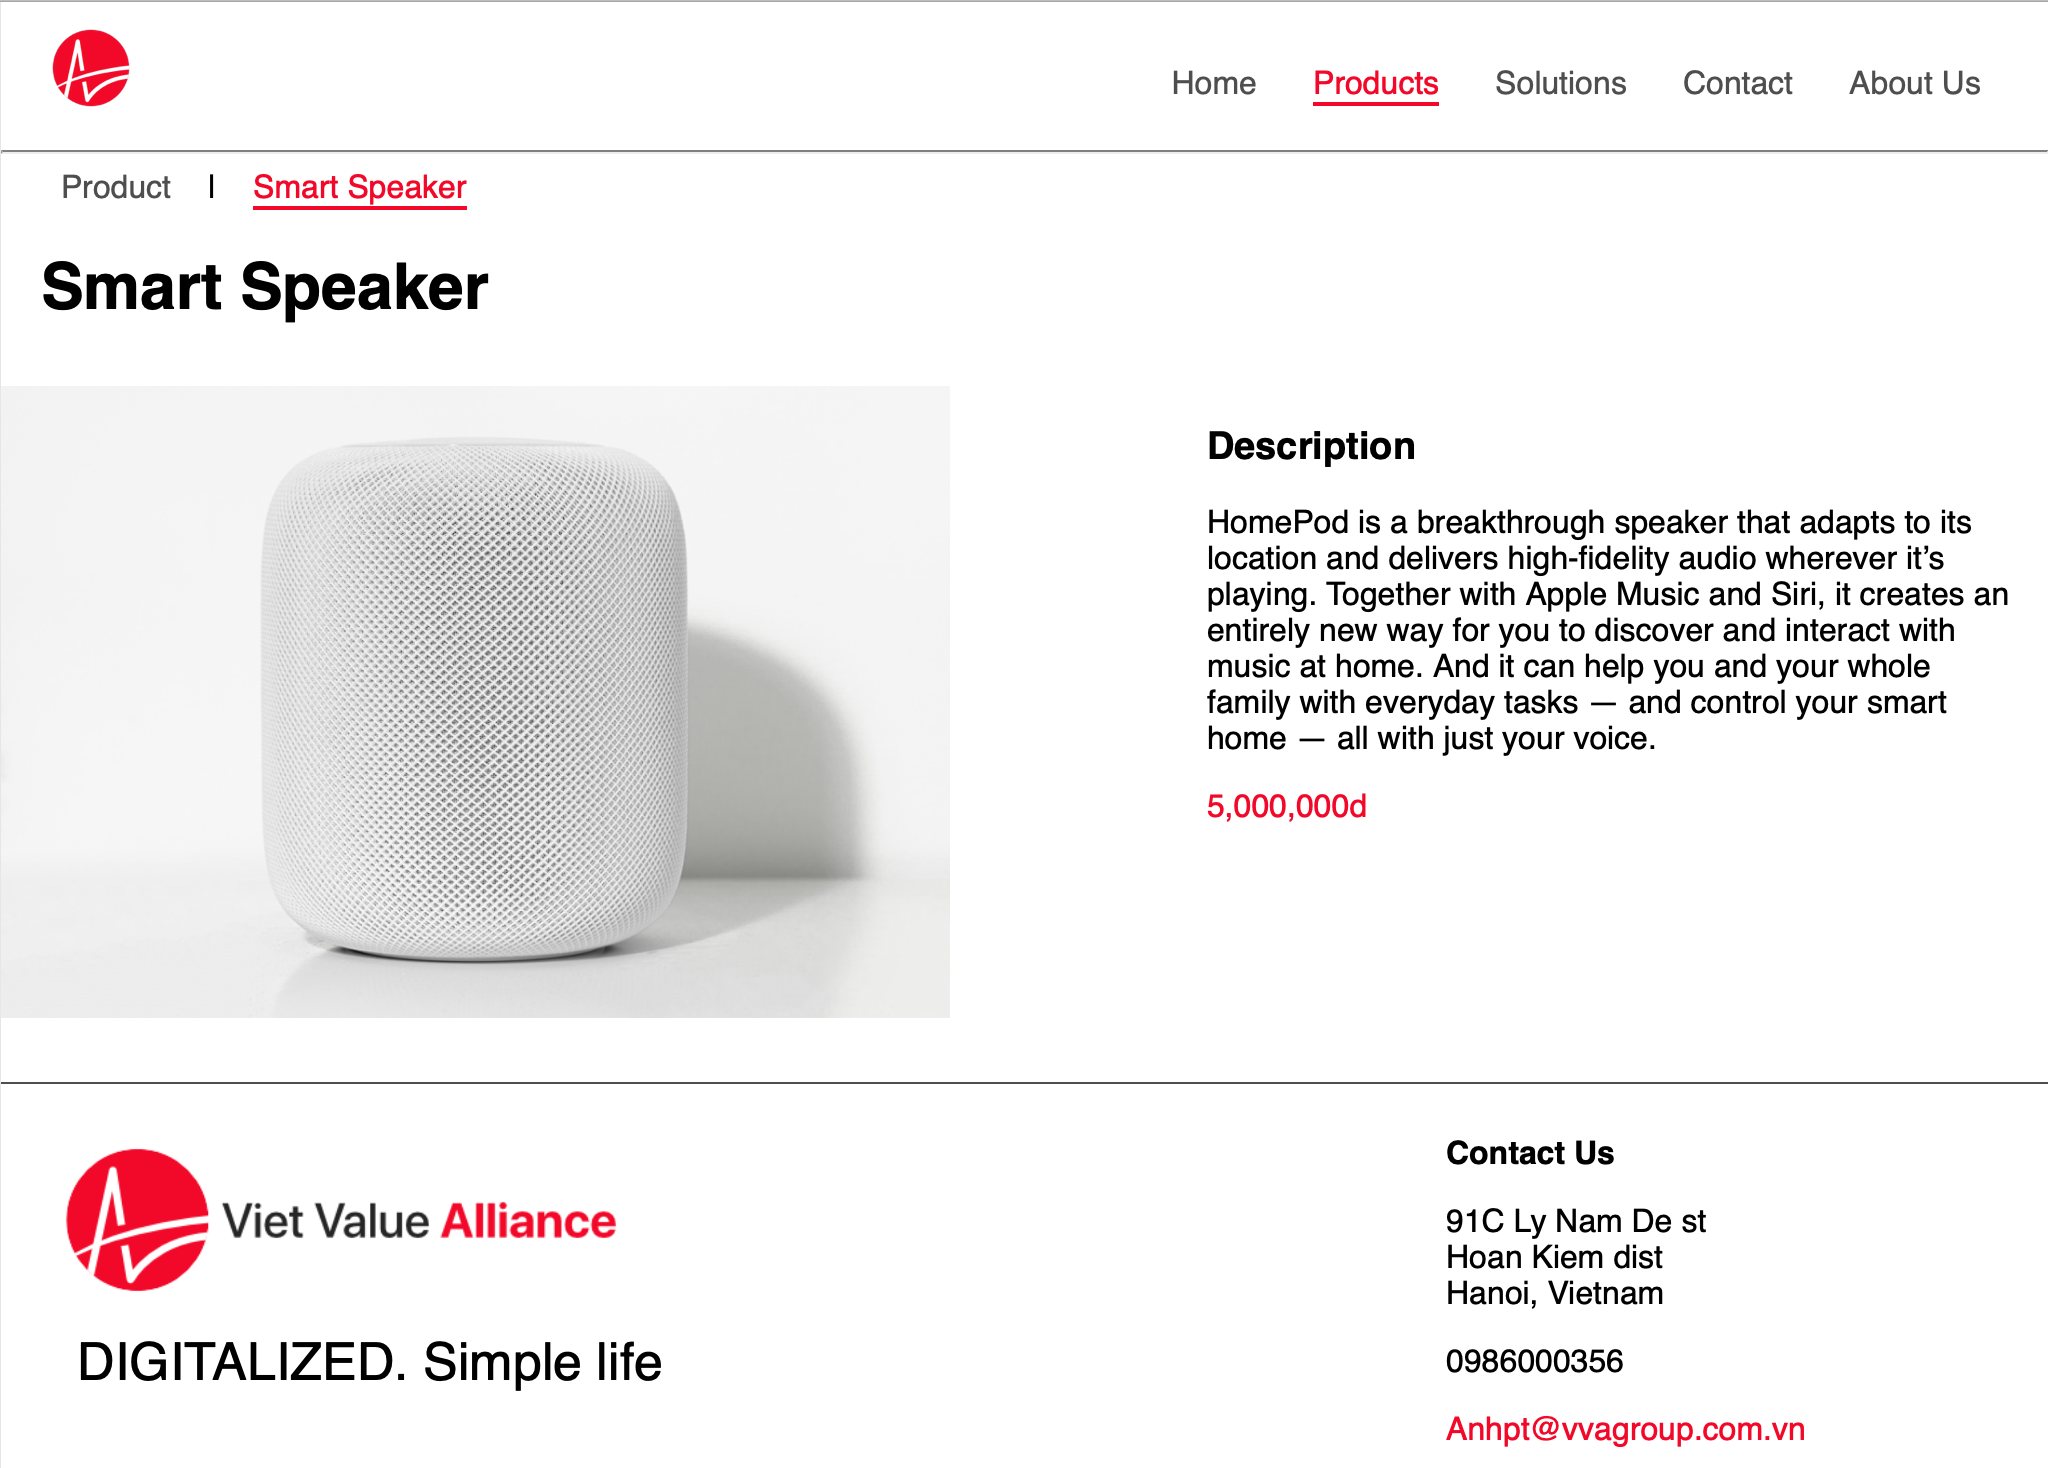 Home Products Solutions Contact About Us
Product | Smart Speaker
Smart Speaker
Description
HomePod is a breakthrough speaker that adapts to its
location and delivers high-fidelity audio wherever it’s
playing. Together with Apple Music and Siri, it creates an
entirely new way for you to discover and interact with
music at home. And it can help you and your whole
family with everyday tasks — and control your smart
home — all with just your voice.
5,000,000d
Viet Value Alliance
DIGITALIZED. Simple life
Contact Us
91C Ly Nam De st
Hoan Kiem dist
Hanoi, Vietnam
0986000356
Anhpt@vvagroup.com.vn